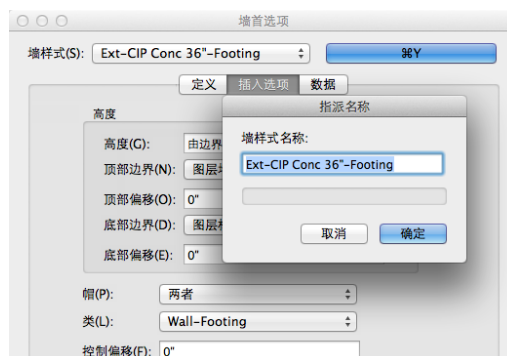 墙首选项
墙样式(S): Ext-CIP Conc 36"-Footing ⌘Y
定义 插入选项 数据
指派名称
高度
墙样式名称:
高度(G): 由边界
Ext-CIP Conc 36"-Footing
顶部边界(N): 图层
顶部偏移(O): 0"
底部边界(D): 图层
取消 确定
底部偏移(E): 0"
帽(P): 两者
类(L): Wall-Footing
控制偏移(F): 0"